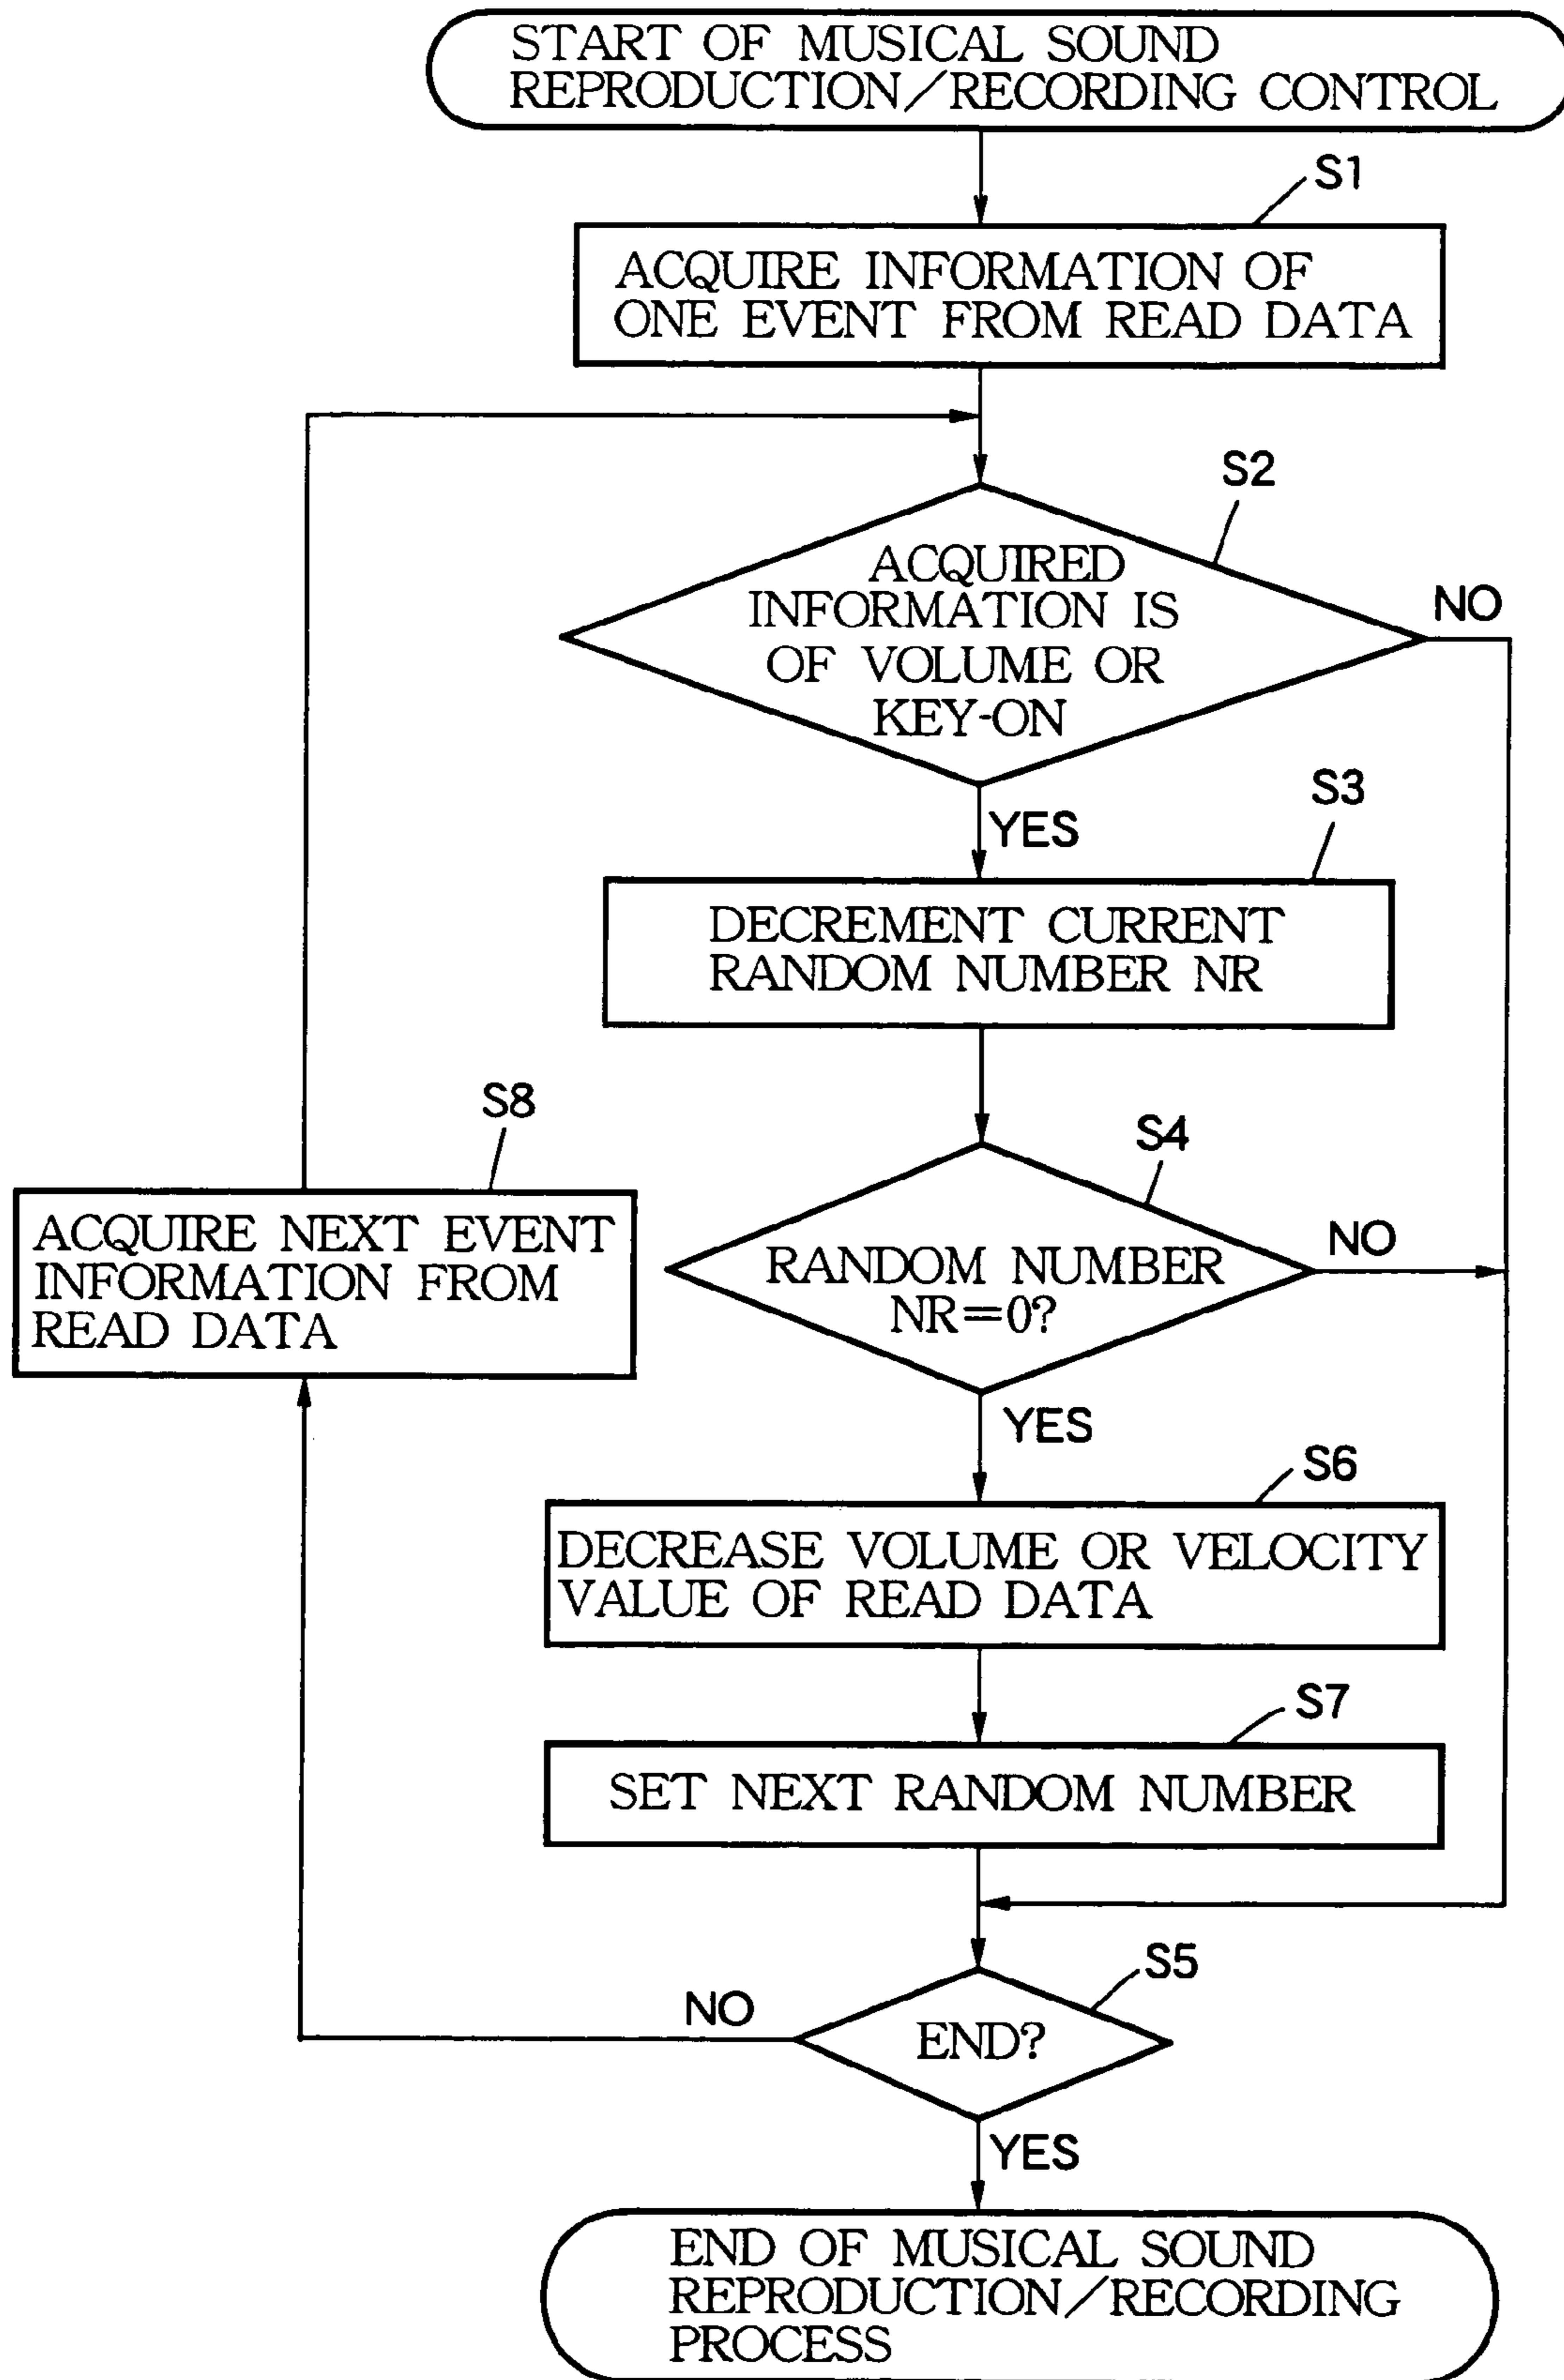 START OF MUSICAL SOUND
REPRODUCTION/RECORDING CONTROL
S1
ACQUIRE INFORMATION OF
ONE EVENT FROM READ DATA
S2
ACQUIRED
INFORMATION IS
OF VOLUME OR
KEY-ON
NO
YES
S3
DECREMENT CURRENT
RANDOM NUMBER NR
S8
ACQUIRE NEXT EVENT
INFORMATION FROM
READ DATA
S4
RANDOM NUMBER
NR=0?
NO
YES
S6
DECREASE VOLUME OR VELOCITY
VALUE OF READ DATA
S7
SET NEXT RANDOM NUMBER
S5
END?
NO
YES
END OF MUSICAL SOUND
REPRODUCTION/RECORDING
PROCESS